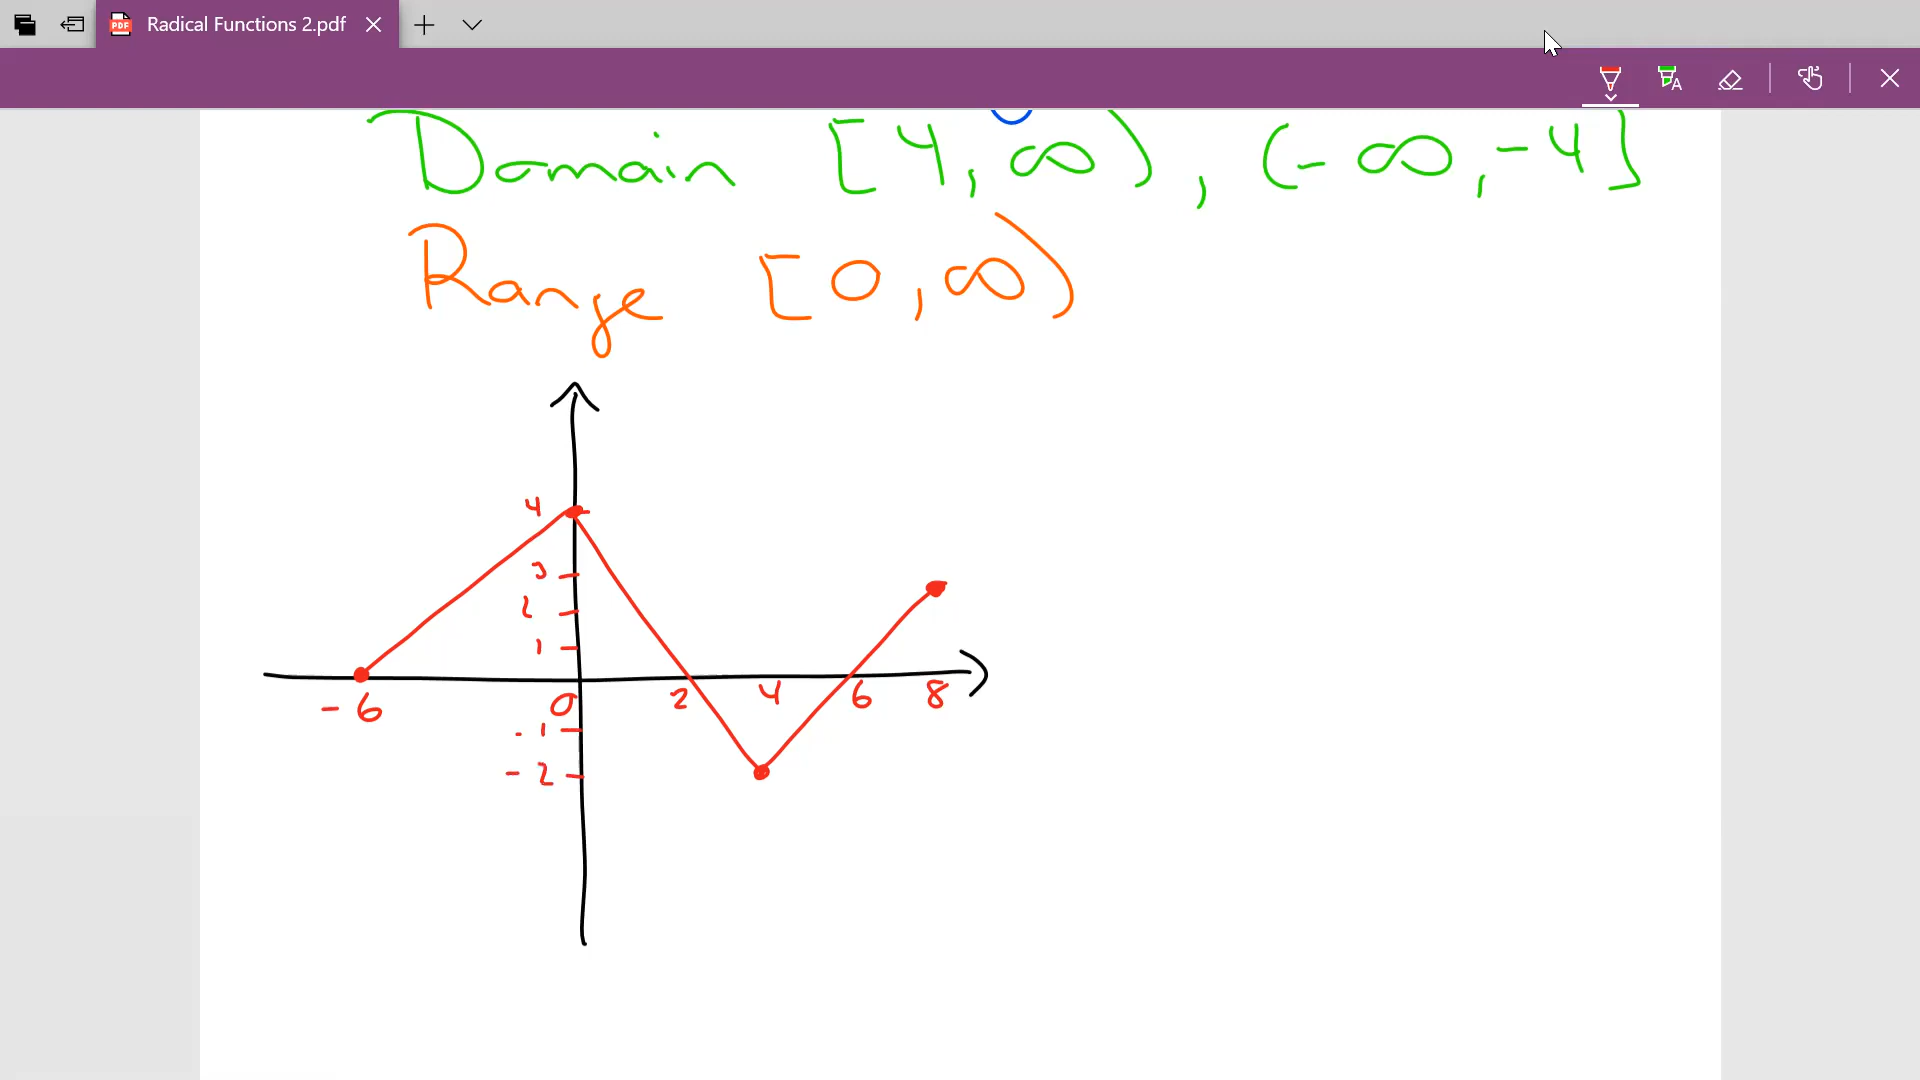 Radical Functions 2.pdf
Domain [4, ∞), (-∞, -4]
Range [0, ∞)
4
3
2
1
-6 0 2 4 6 8
-1
-2